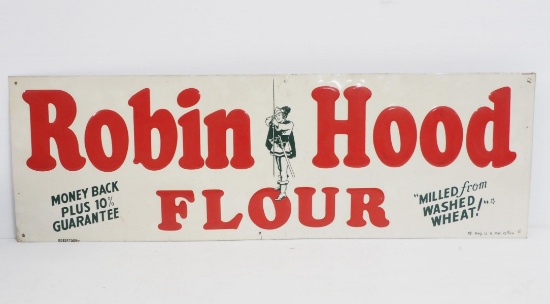 Robin Hood
FLOUR
MONEY BACK
PLUS 10%
GUARANTEE
"MILLED from
WASHED
WHEAT!"